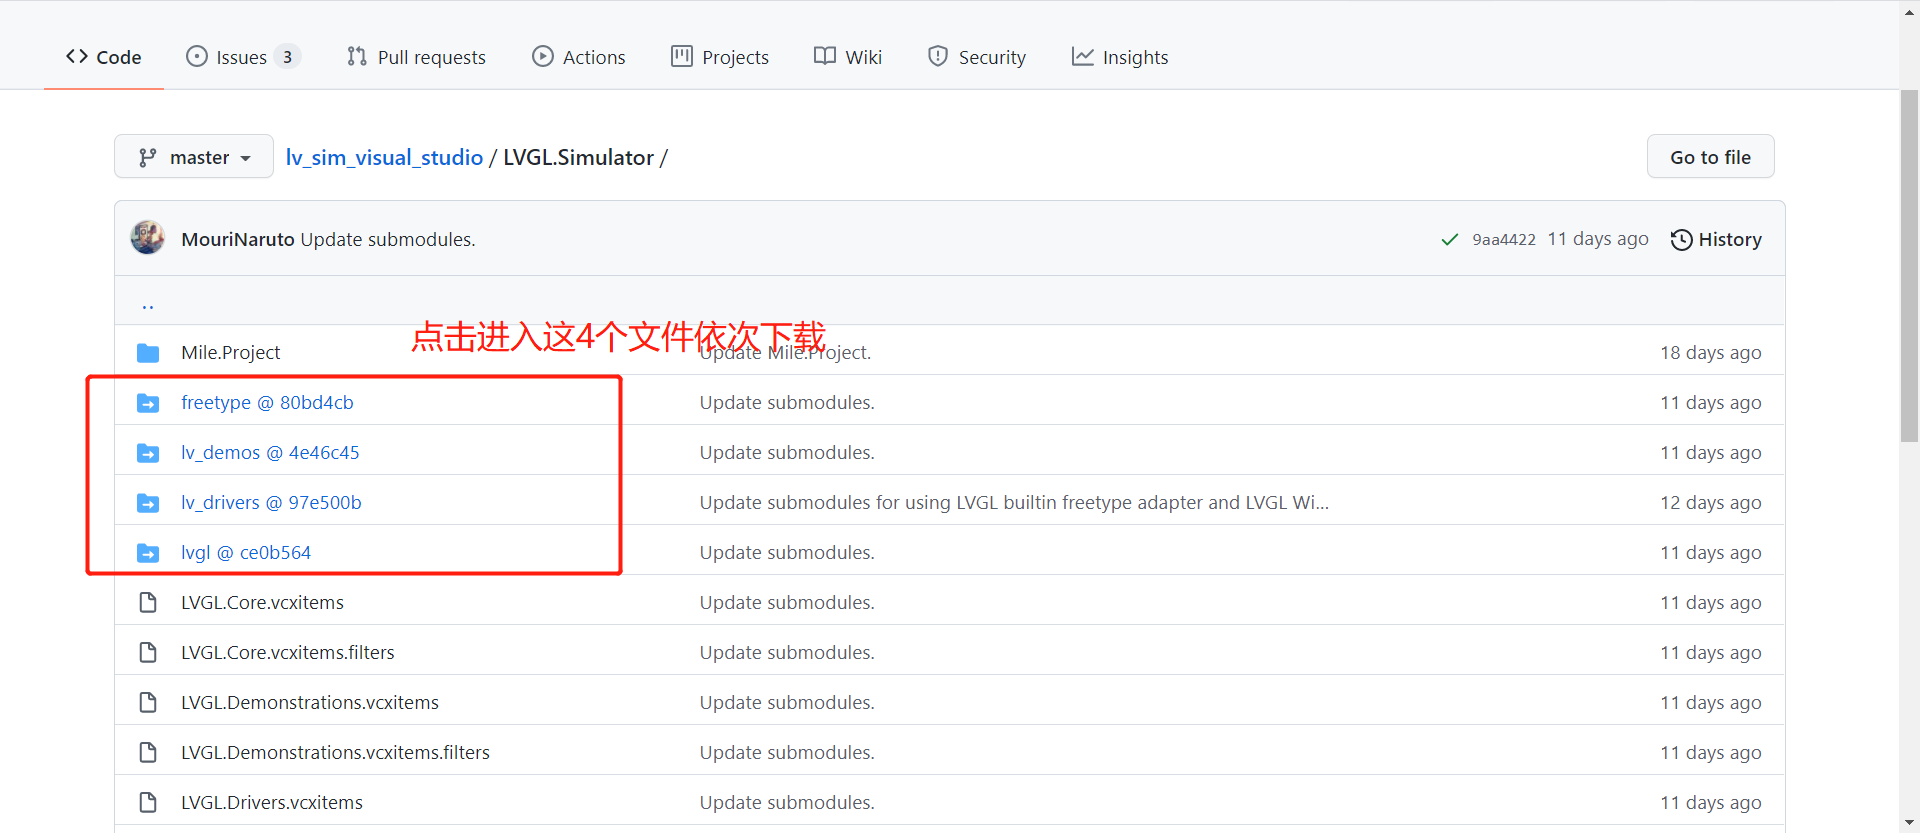 Code Issues 3 Pull requests Actions Projects Wiki Security Insights
master lv_sim_visual_studio / LVGL.Simulator / Go to file
MouriNaruto Update submodules. 9aa4422 11 days ago History
..
点击进入这4个文件依次下载
Mile.Project Update Mile.Project. 18 days ago
freetype @ 80bd4cb Update submodules. 11 days ago
lv_demos @ 4e46c45 Update submodules. 11 days ago
lv_drivers @ 97e500b Update submodules for using LVGL builtin freetype adapter and LVGL Wi... 12 days ago
lvgl @ ce0b564 Update submodules. 11 days ago
LVGL.Core.vcxitems Update submodules. 11 days ago
LVGL.Core.vcxitems.filters Update submodules. 11 days ago
LVGL.Demonstrations.vcxitems Update submodules. 11 days ago
LVGL.Demonstrations.vcxitems.filters Update submodules. 11 days ago
LVGL.Drivers.vcxitems Update submodules. 11 days ago